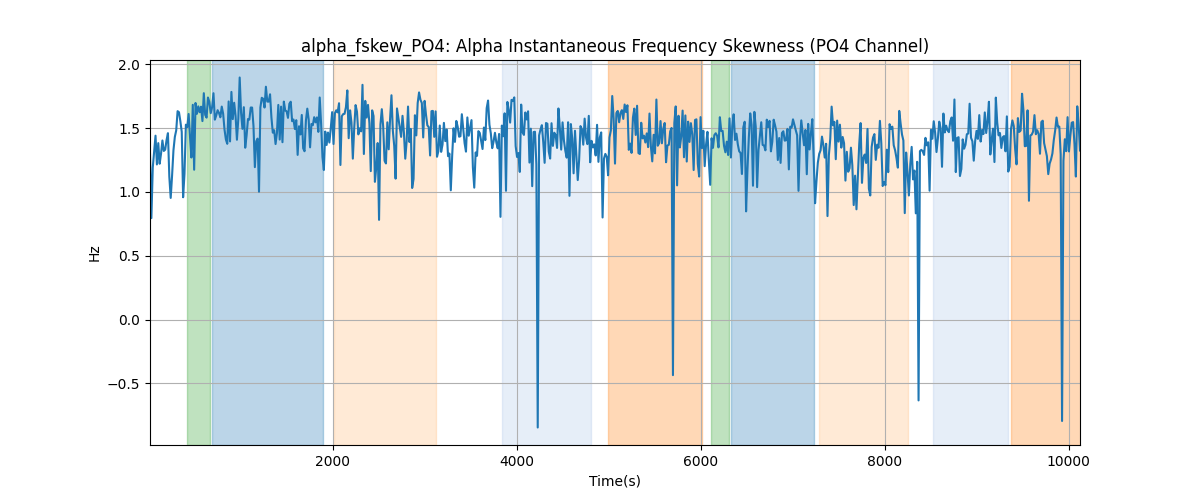 alpha_fskew_PO4: Alpha Instantaneous Frequency Skewness (PO4 Channel)
2.0
1.5
1.0
0.5
0.0
−0.5
Hz
2000 4000 6000 8000 10000
Time(s)